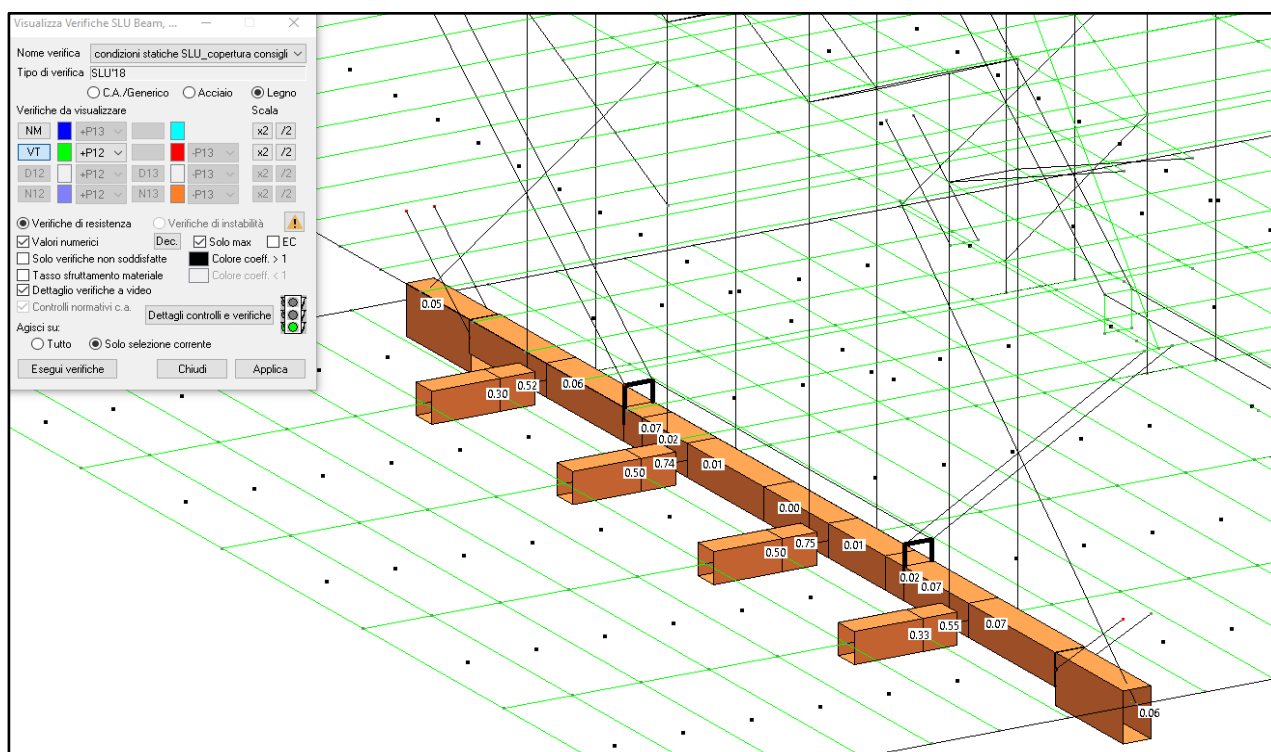 Visualizza Verifiche SLU Beam, ...
Nome verifica condizioni statiche SLU_copertura consigli
Tipo di verifica SLU'18
C.A./Generico Acciaio Legno
Verifiche da visualizzare Scala
NM +P13 x2 /2
VT +P12 -P13 x2 /2
D12 +P12 D13 -P13 x2 /2
N12 +P12 N13 -P13 x2 /2
Verifiche di resistenza Verifiche di instabilità
Valori numerici Dec. Solo max EC
Solo verifiche non soddisfatte Colore coeff. > 1
Tasso sfruttamento materiale Colore coeff. < 1
Dettaglio verifiche a video
Controlli normativi c.a. Dettagli controlli e verifiche
Agisci su:
Tutto Solo selezione corrente
Esegui verifiche Chiudi Applica
0.05
0.30 0.52 0.06
0.07
0.02
0.50 0.74 0.01
0.00
0.50 0.75 0.01
0.02
0.07
0.33 0.55 0.07
0.06